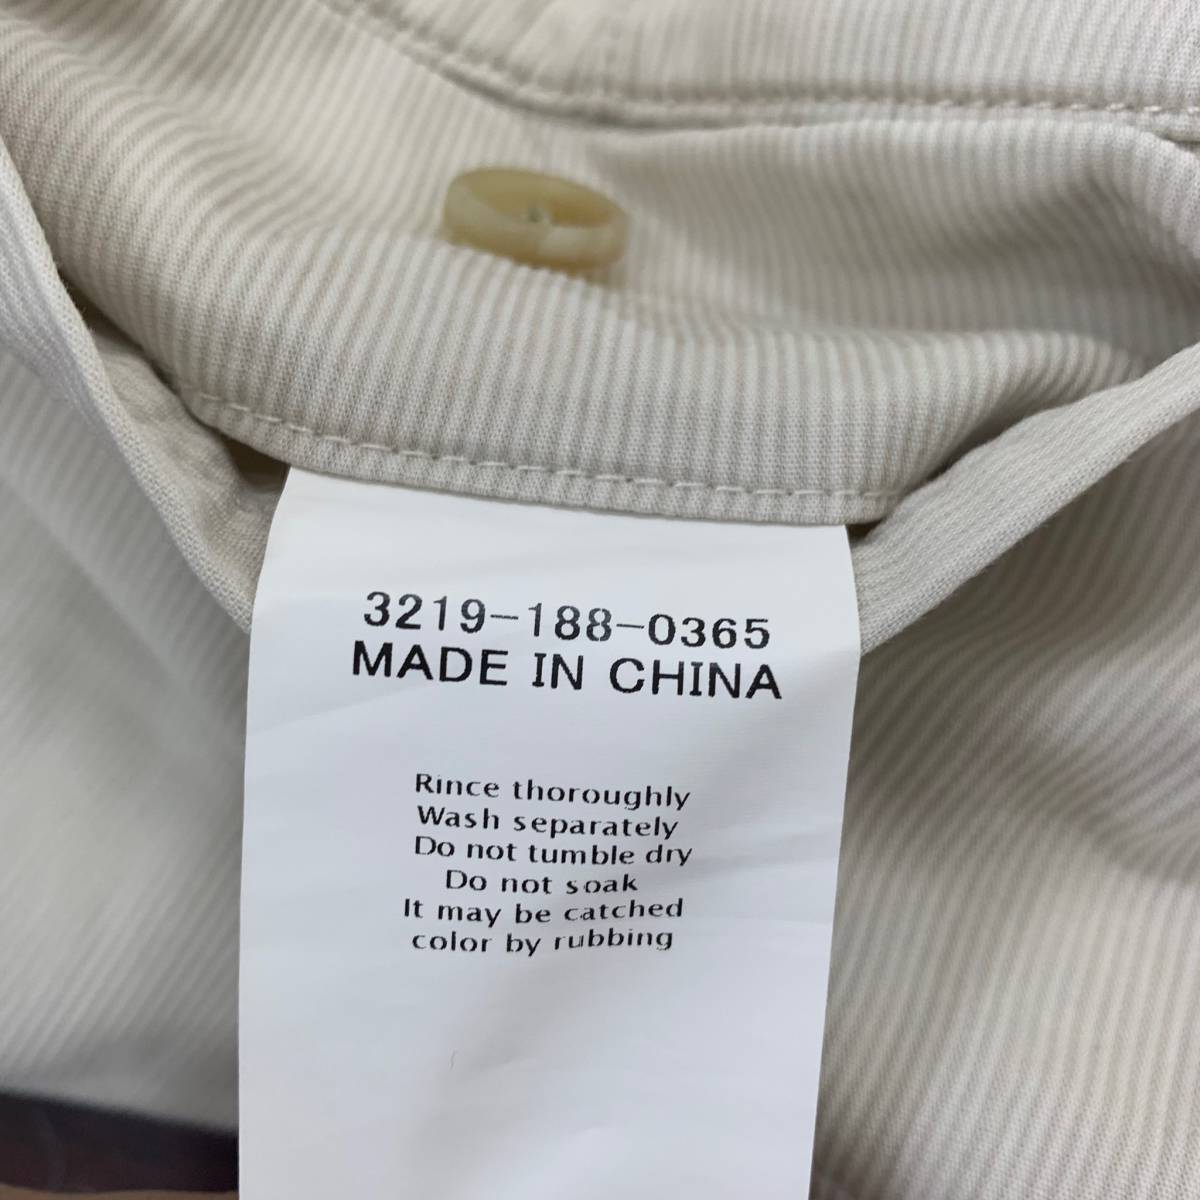 3219-188-0365
MADE IN CHINA
Rince thoroughly
Wash separately
Do not tumble dry
Do not soak
It may be catched
color by rubbing